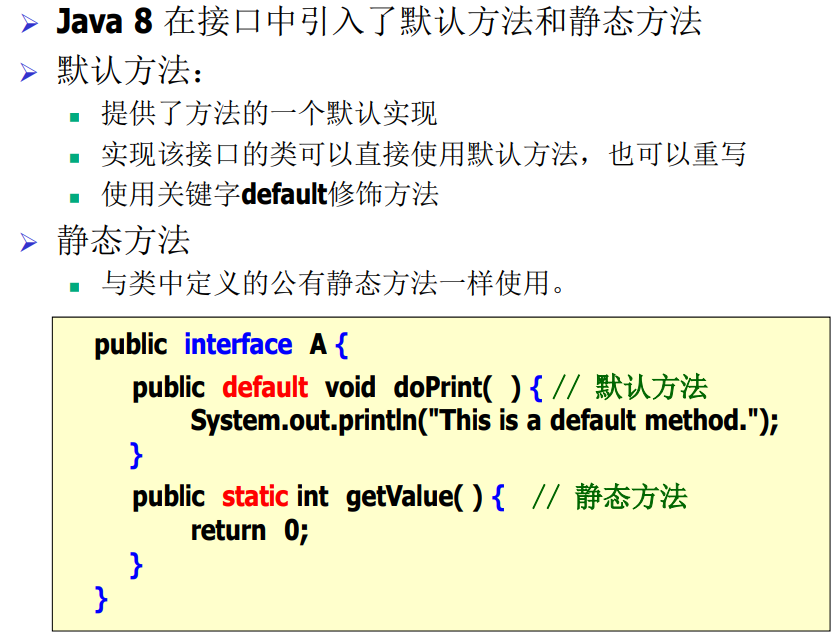 Java 8 在接口中引入了默认方法和静态方法
默认方法：
提供了方法的一个默认实现
实现该接口的类可以直接使用默认方法，也可以重写
使用关键字default修饰方法
静态方法
与类中定义的公有静态方法一样使用。
public interface A {
public default void doPrint( ) { // 默认方法
System.out.println("This is a default method.");
}
public static int getValue( ) { // 静态方法
return 0;
}
}